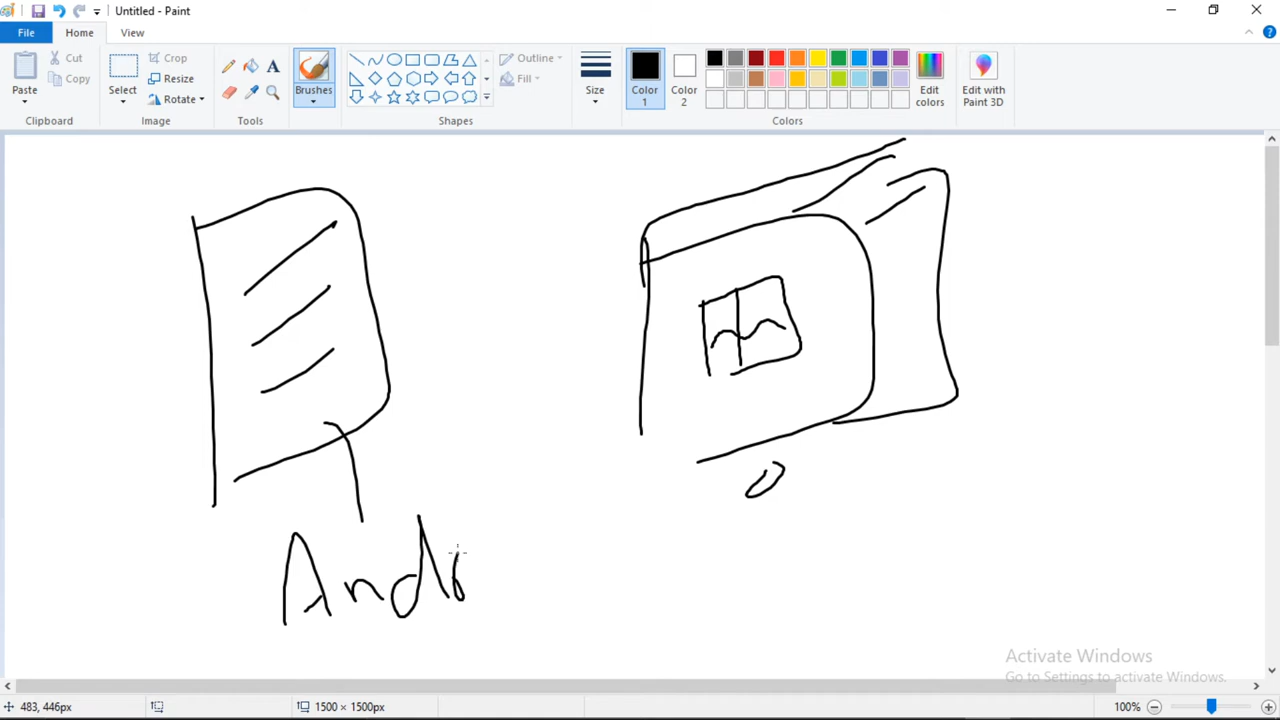 Untitled - Paint
File
Home
View
Paste
Cut
Copy
Clipboard
Select
Crop
Resize
Rotate
Image
Tools
Brushes
Shapes
Outline
Fill
Size
Color 1
Color 2
Edit colors
Edit with Paint 3D
Colors
Andr
Activate Windows
Go to Settings to activate Windows.
483, 446px
1500 × 1500px
100%